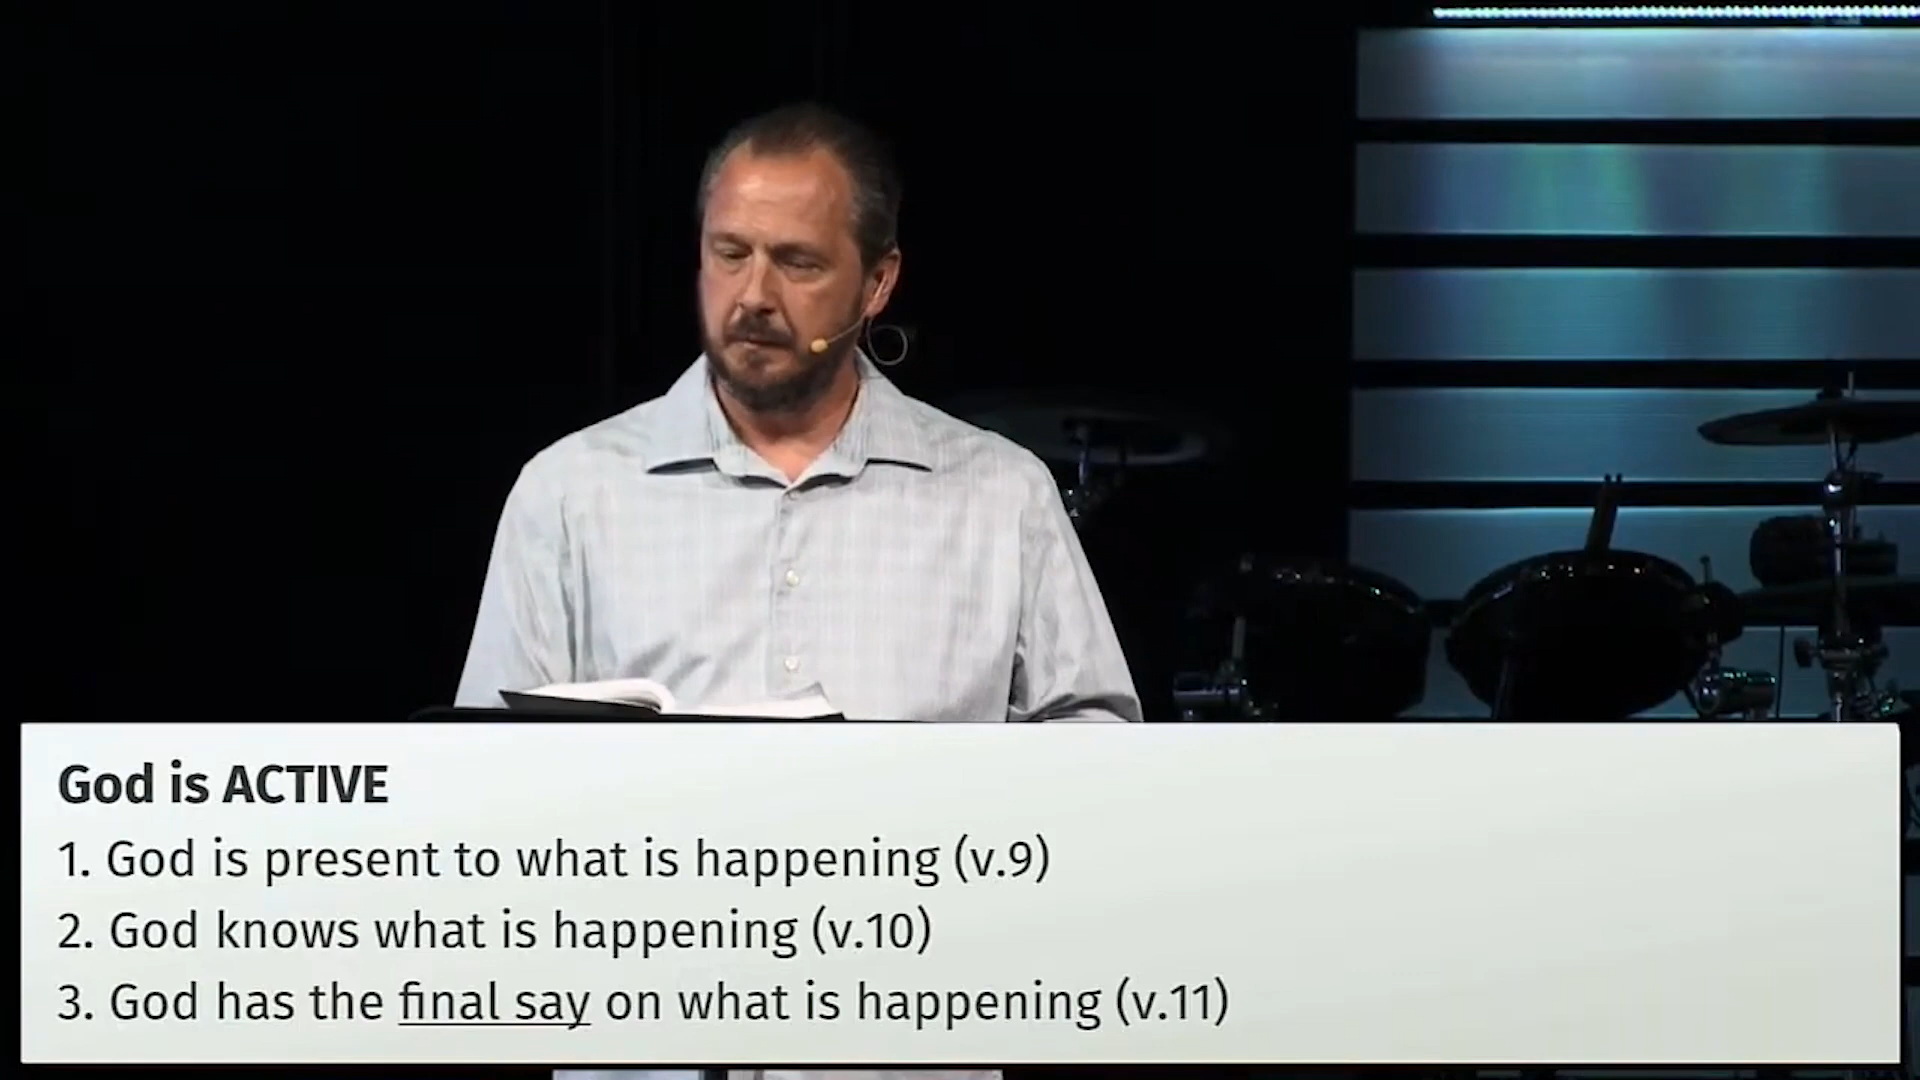 God is ACTIVE
1. God is present to what is happening (v.9)
2. God knows what is happening (v.10)
3. God has the final say on what is happening (v.11)